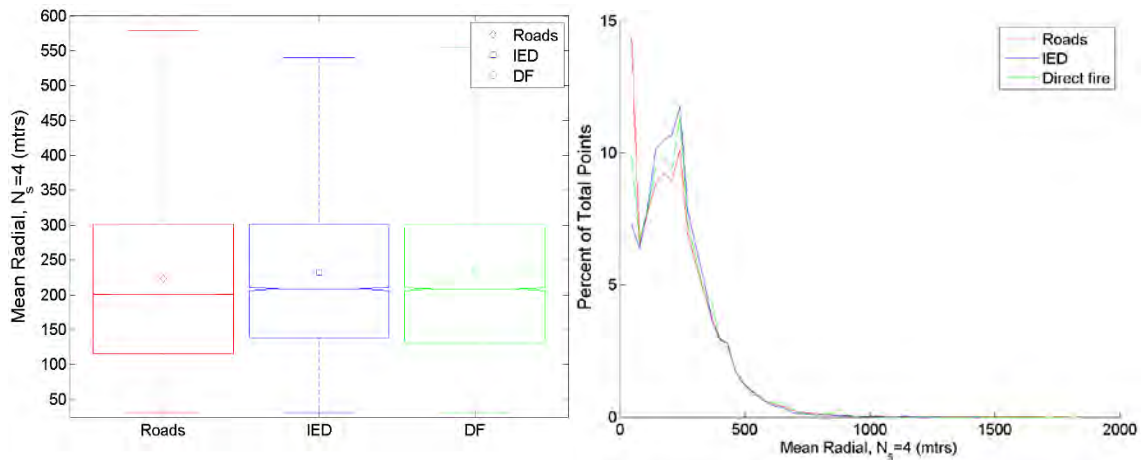 600
550
500
450
400
350
300
250
200
150
100
50
Mean Radial, N_s=4 (mtrs)
Roads
IED
DF
Roads IED DF
15
10
5
0
Percent of Total Points
Roads
IED
Direct fire
0 500 1000 1500 2000
Mean Radial, N_s=4 (mtrs)